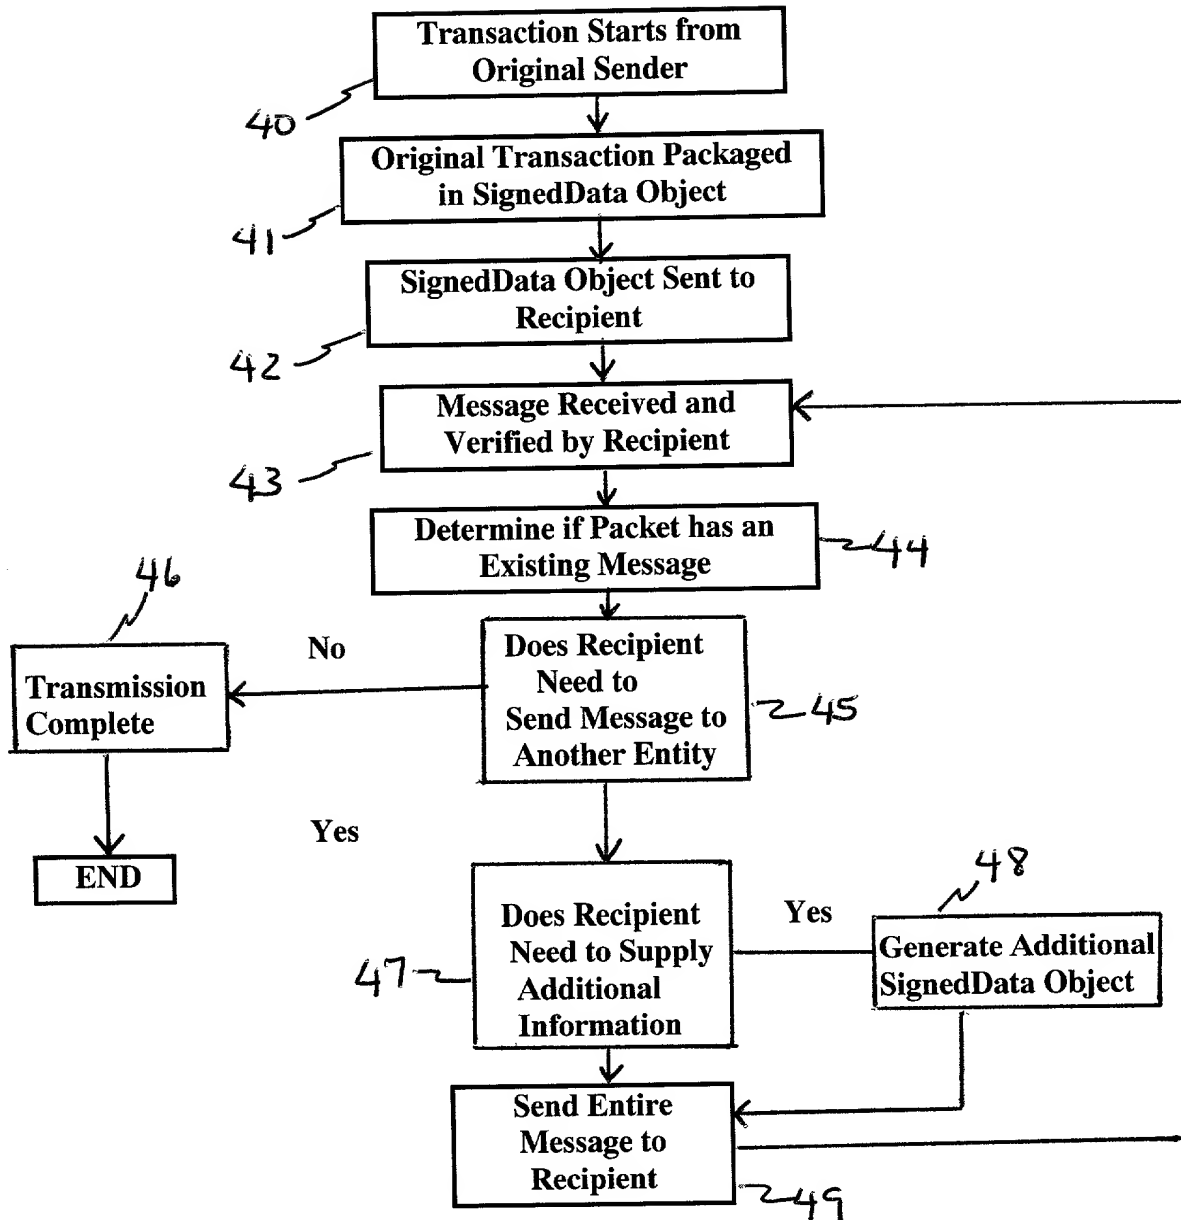 Transaction Starts from
Original Sender
40
Original Transaction Packaged
in SignedData Object
41
SignedData Object Sent to
Recipient
42
Message Received and
Verified by Recipient
43
Determine if Packet has an
Existing Message
44
46
No
Does Recipient
Need to
Send Message to
Another Entity
45
Transmission
Complete
Yes
END
48
Does Recipient
Need to Supply
Additional
Information
47
Yes
Generate Additional
SignedData Object
Send Entire
Message to
Recipient
49